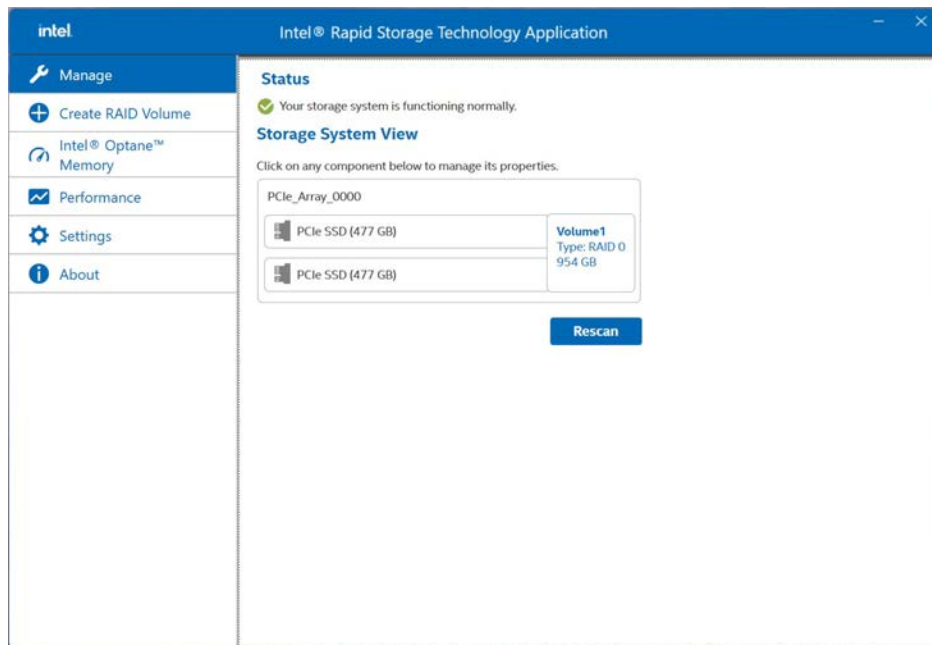 intel.
Intel® Rapid Storage Technology Application
Manage
Create RAID Volume
Intel® Optane™
Memory
Performance
Settings
About
Status
Your storage system is functioning normally.
Storage System View
Click on any component below to manage its properties.
PCIe_Array_0000
PCIe SSD (477 GB)
PCIe SSD (477 GB)
Volume1
Type: RAID 0
954 GB
Rescan